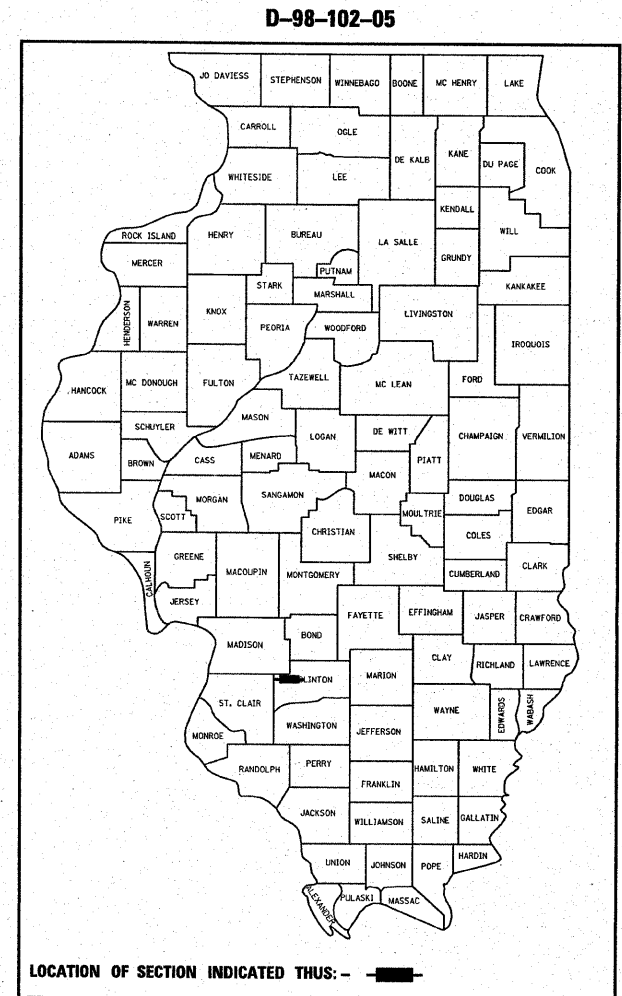 D-98-102-05
JO DAVIESS STEPHENSON WINNEBAGO BOONE MC HENRY LAKE
CARROLL OGLE DE KALB KANE DU PAGE COOK
WHITESIDE LEE
KENDALL
ROCK ISLAND HENRY BUREAU LA SALLE WILL
MERCER PUTNAM GRUNDY
STARK MARSHALL KANKAKEE
HENDERSON WARREN KNOX PEORIA WOODFORD LIVINGSTON IROQUOIS
HANCOCK MC DONOUGH FULTON TAZEWELL MC LEAN FORD
MASON
SCHUYLER LOGAN DE WITT CHAMPAIGN VERMILION
ADAMS BROWN CASS MENARD PIATT
MACON
MORGAN SANGAMON DOUGLAS
PIKE SCOTT CHRISTIAN MOULTRIE EDGAR
COLES
GREENE SHELBY
CALHOUN MACOUPIN MONTGOMERY CUMBERLAND CLARK
JERSEY
FAYETTE EFFINGHAM JASPER CRAWFORD
MADISON BOND
CLAY RICHLAND LAWRENCE
LINTON MARION
ST. CLAIR WAYNE EDWARDS WABASH
WASHINGTON
MONROE JEFFERSON
RANDOLPH PERRY HAMILTON WHITE
FRANKLIN
JACKSON WILLIAMSON SALINE GALLATIN
UNION JOHNSON POPE HARDIN
ALEXANDER PULASKI MASSAC
LOCATION OF SECTION INDICATED THUS: -